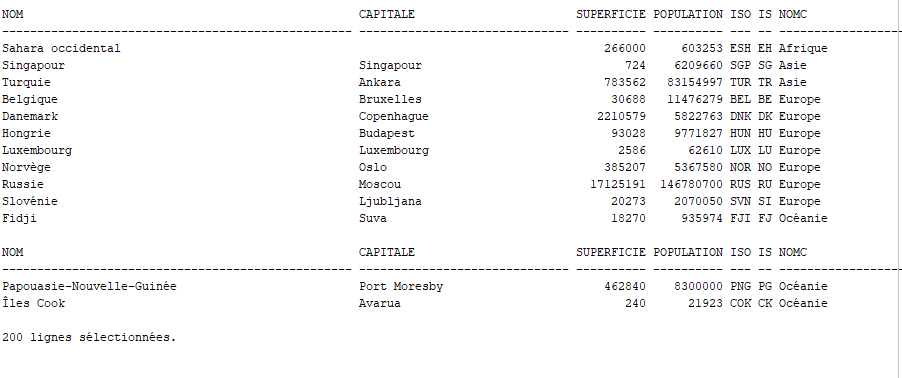 NOM CAPITALE SUPERFICIE POPULATION ISO IS NOMC
-------------------------------------------------- ------------------------------ ---------- ---------- --- -- ------------------
Sahara occidental 266000 603253 ESH EH Afrique
Singapour Singapour 724 6209660 SGP SG Asie
Turquie Ankara 783562 83154997 TUR TR Asie
Belgique Bruxelles 30688 11476279 BEL BE Europe
Danemark Copenhague 2210579 5822763 DNK DK Europe
Hongrie Budapest 93028 9771827 HUN HU Europe
Luxembourg Luxembourg 2586 62610 LUX LU Europe
Norvège Oslo 385207 5367580 NOR NO Europe
Russie Moscou 17125191 146780700 RUS RU Europe
Slovénie Ljubljana 20273 2070050 SVN SI Europe
Fidji Suva 18270 935974 FJI FJ Océanie
NOM CAPITALE SUPERFICIE POPULATION ISO IS NOMC
-------------------------------------------------- ------------------------------ ---------- ---------- --- -- ------------------
Papouasie-Nouvelle-Guinée Port Moresby 462840 8300000 PNG PG Océanie
Îles Cook Avarua 240 21923 COK CK Océanie
200 lignes sélectionnées.